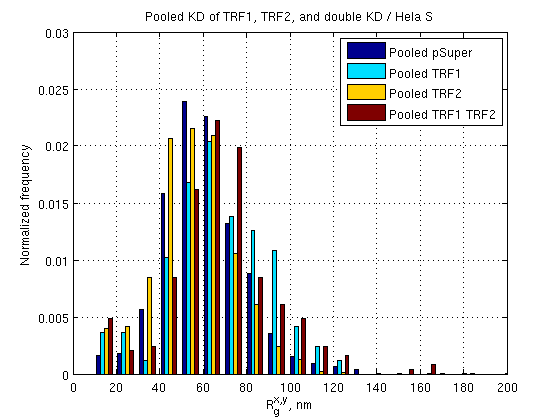 Pooled KD of TRF1, TRF2, and double KD / Hela S
0.03
0.025
0.02
0.015
0.01
0.005
0
Normalized frequency
Pooled pSuper
Pooled TRF1
Pooled TRF2
Pooled TRF1 TRF2
0 20 40 60 80 100 120 140 160 180 200
R_g^{x,y}, nm